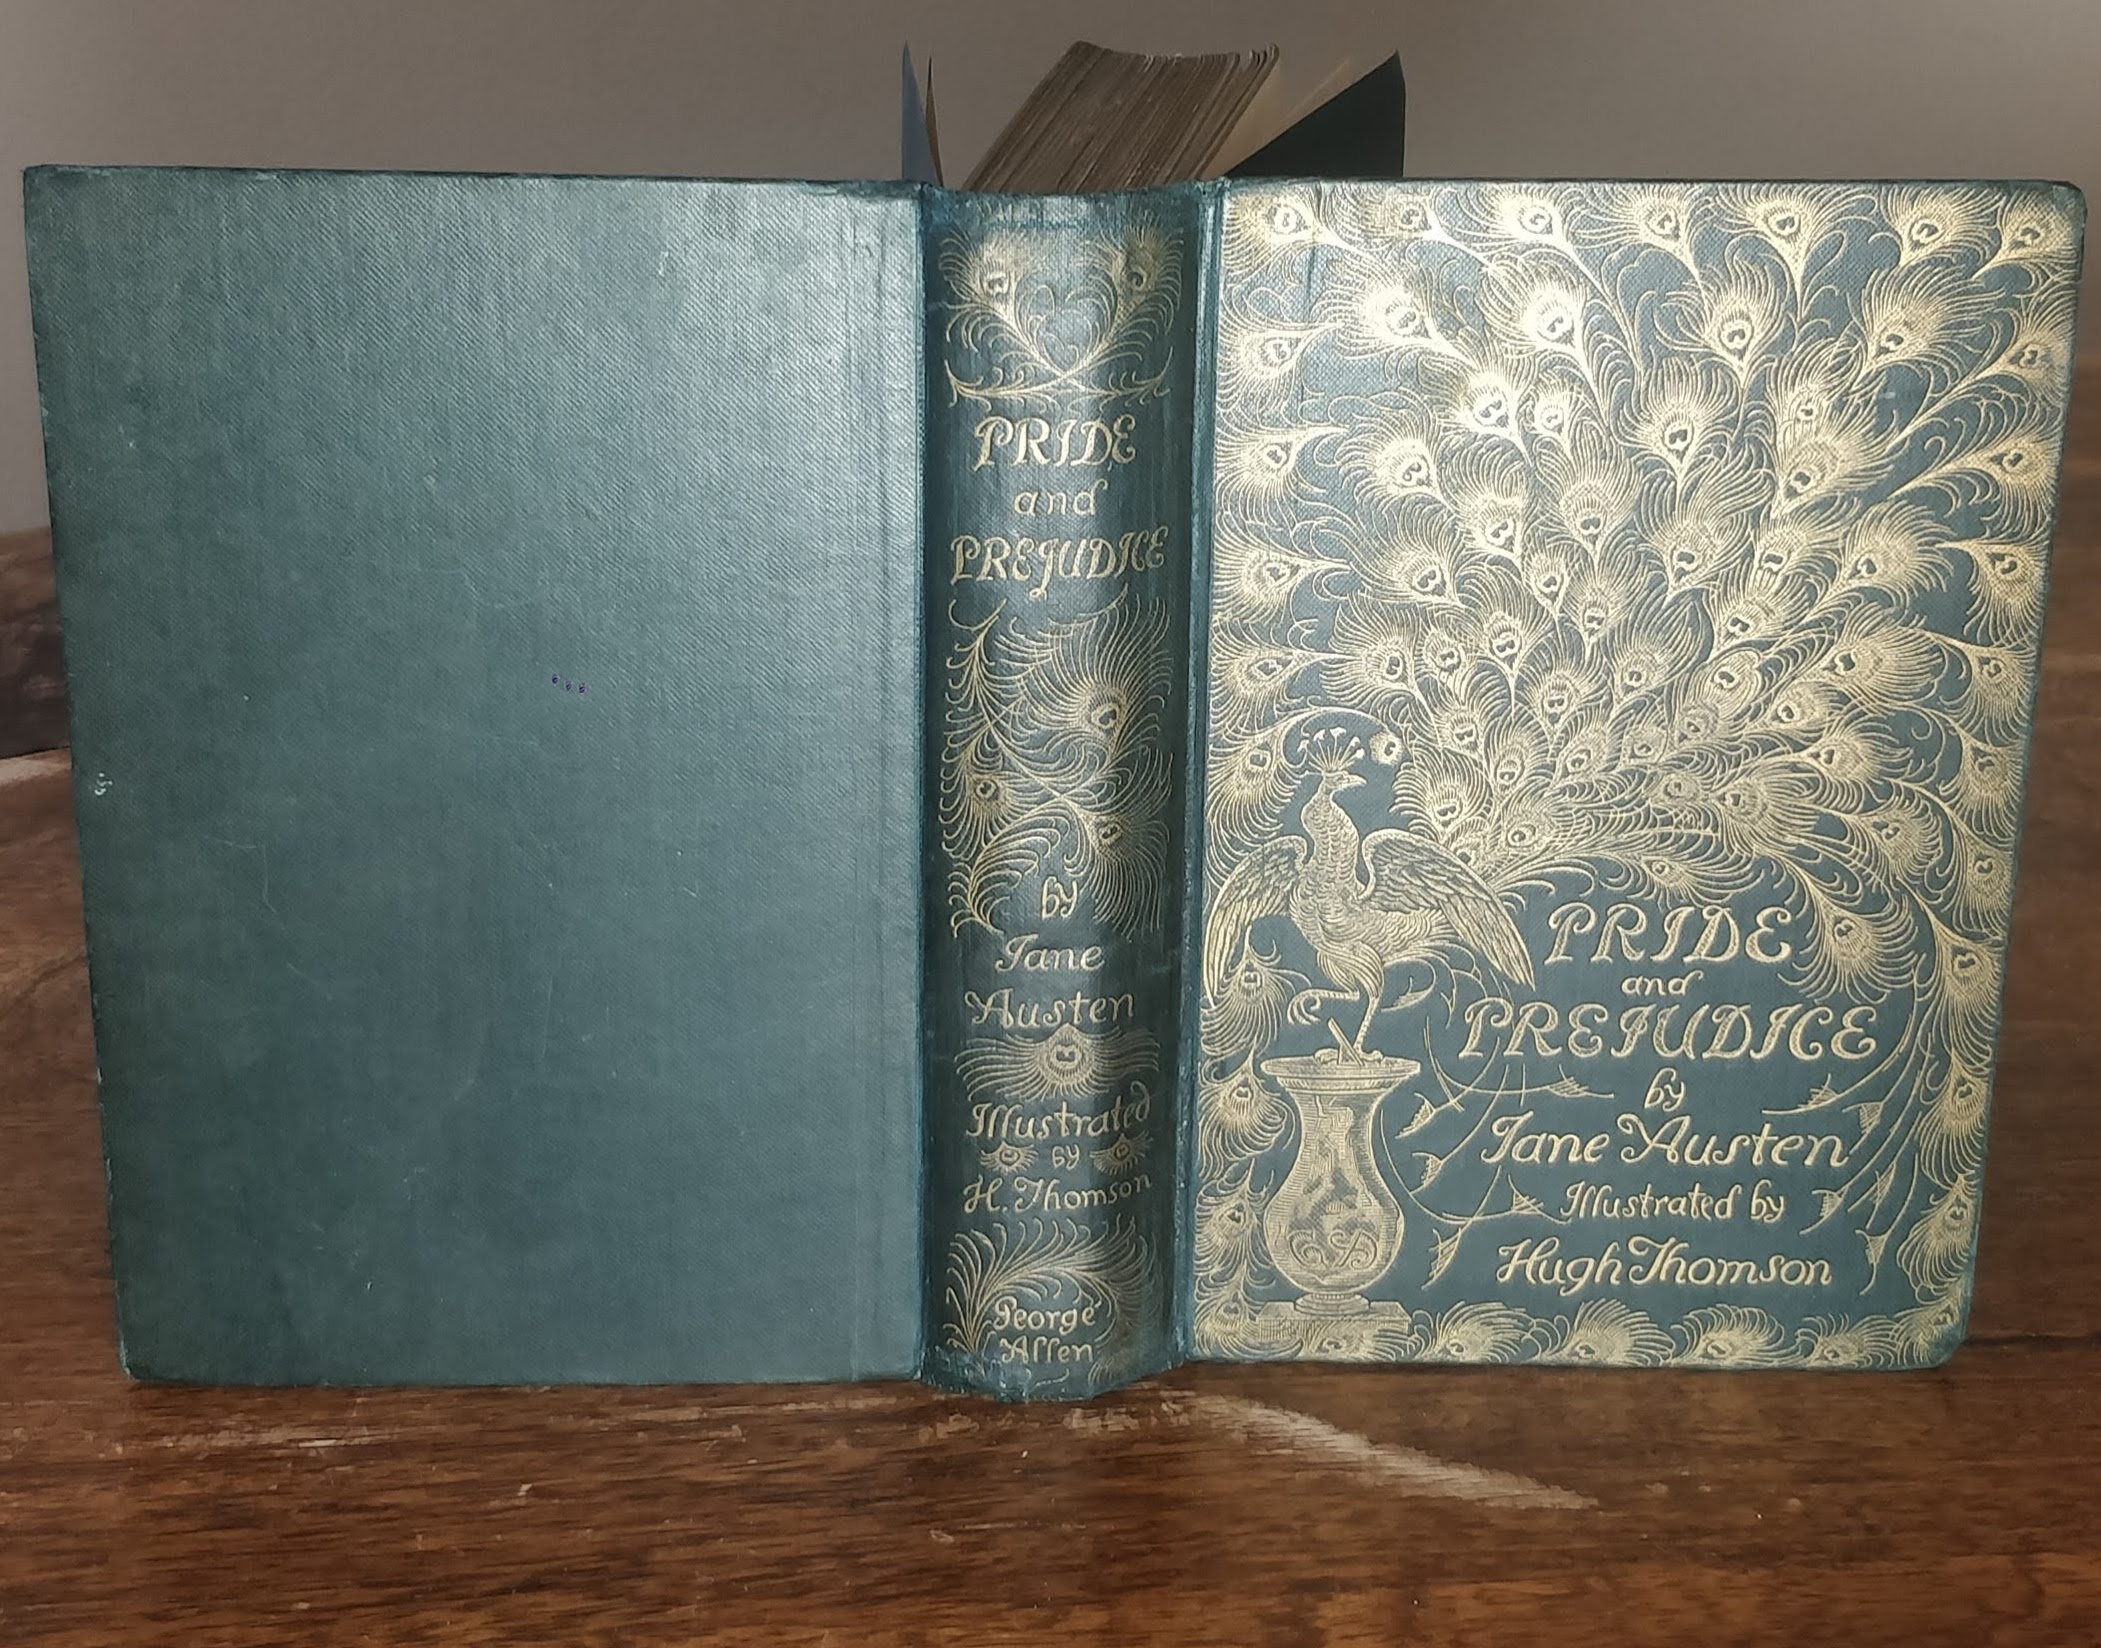 PRIDE
and
PREJUDICE
by
Jane
Austen
Illustrated
by
H. Thomson
George
Allen
PRIDE
and
PREJUDICE
by
Jane Austen
Illustrated by
Hugh Thomson